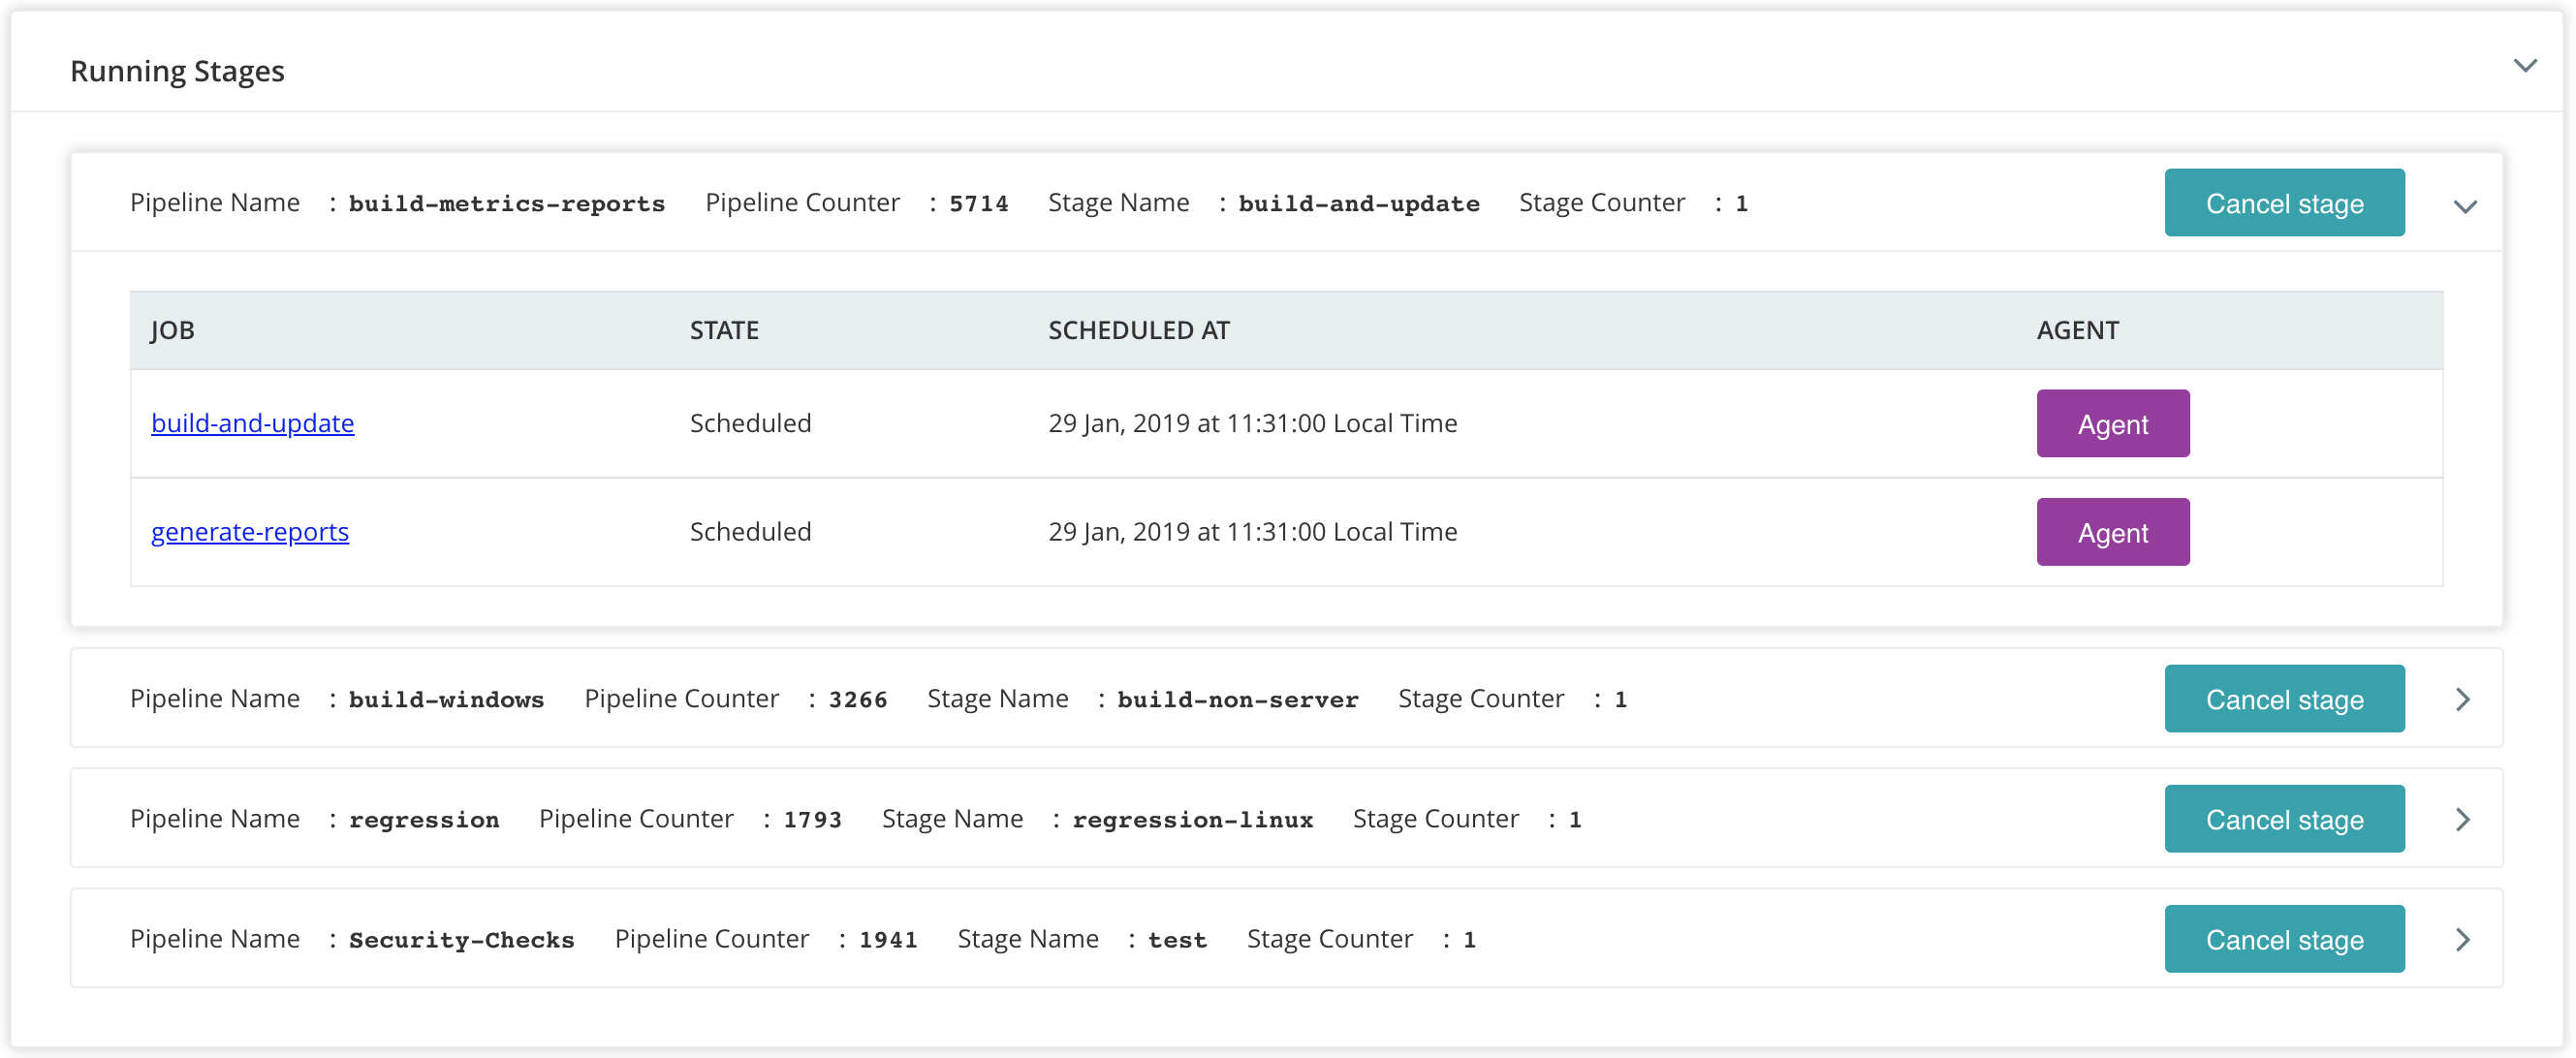 Running Stages
Pipeline Name : build-metrics-reports Pipeline Counter : 5714 Stage Name : build-and-update Stage Counter : 1 Cancel stage
JOB STATE SCHEDULED AT AGENT
build-and-update Scheduled 29 Jan, 2019 at 11:31:00 Local Time Agent
generate-reports Scheduled 29 Jan, 2019 at 11:31:00 Local Time Agent
Pipeline Name : build-windows Pipeline Counter : 3266 Stage Name : build-non-server Stage Counter : 1 Cancel stage
Pipeline Name : regression Pipeline Counter : 1793 Stage Name : regression-linux Stage Counter : 1 Cancel stage
Pipeline Name : Security-Checks Pipeline Counter : 1941 Stage Name : test Stage Counter : 1 Cancel stage